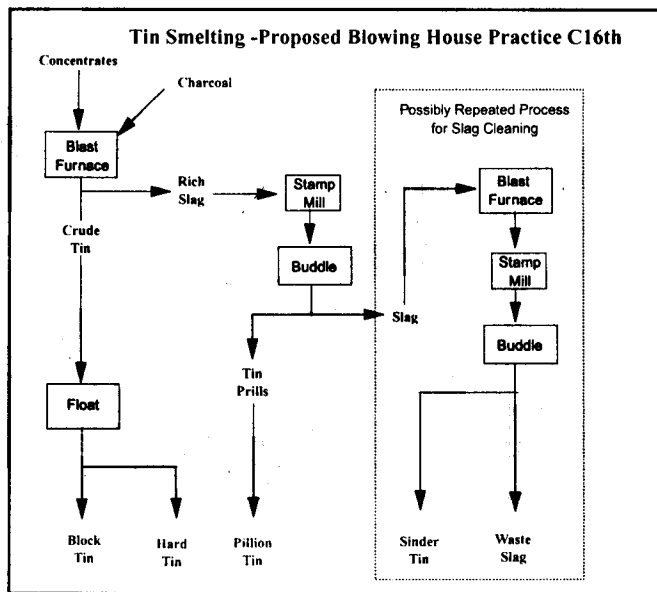 Tin Smelting -Proposed Blowing House Practice C16th
Concentrates
Charcoal
Blast
Furnace
Rich
Slag
Stamp
Mill
Buddle
Crude
Tin
Tin
Prills
Float
Block
Tin
Hard
Tin
Pillion
Tin
Possibly Repeated Process
for Slag Cleaning
Blast
Furnace
Stamp
Mill
Slag
Buddle
Sinder
Tin
Waste
Slag